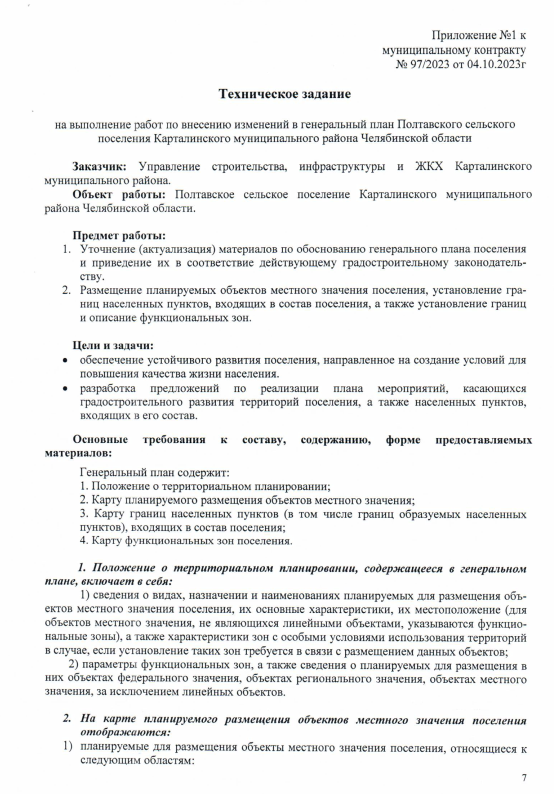 Приложение №1 к
муниципальному контракту
№ 97/2023 от 04.10.2023г
Техническое задание
на выполнение работ по внесению изменений в генеральный план Полтавского сельского
поселения Карталинского муниципального района Челябинской области
Заказчик: Управление строительства, инфраструктуры и ЖКХ Карталинского
муниципального района.
Объект работы: Полтавское сельское поселение Карталинского муниципального
района Челябинской области.
Предмет работы:
1. Уточнение (актуализация) материалов по обоснованию генерального плана поселения
и приведение их в соответствие действующему градостроительному законодатель-
ству.
2. Размещение планируемых объектов местного значения поселения, установление гра-
ниц населенных пунктов, входящих в состав поселения, а также установление границ
и описание функциональных зон.
Цели и задачи:
• обеспечение устойчивого развития поселения, направленное на создание условий для
повышения качества жизни населения.
• разработка предложений по реализации плана мероприятий, касающихся
градостроительного развития территорий поселения, а также населенных пунктов,
входящих в его состав.
Основные требования к составу, содержанию, форме предоставляемых
материалов:
Генеральный план содержит:
1. Положение о территориальном планировании;
2. Карту планируемого размещения объектов местного значения;
3. Карту границ населенных пунктов (в том числе границ образуемых населенных
пунктов), входящих в состав поселения;
4. Карту функциональных зон поселения.
1. Положение о территориальном планировании, содержащееся в генеральном
плане, включает в себя:
1) сведения о видах, назначении и наименованиях планируемых для размещения объ-
ектов местного значения поселения, их основные характеристики, их местоположение (для
объектов местного значения, не являющихся линейными объектами, указываются функцио-
нальные зоны), а также характеристики зон с особыми условиями использования территорий
в случае, если установление таких зон требуется в связи с размещением данных объектов;
2) параметры функциональных зон, а также сведения о планируемых для размещения в
них объектах федерального значения, объектах регионального значения, объектах местного
значения, за исключением линейных объектов.
2. На карте планируемого размещения объектов местного значения поселения
отображаются:
1) планируемые для размещения объекты местного значения поселения, относящиеся к
следующим областям:
7